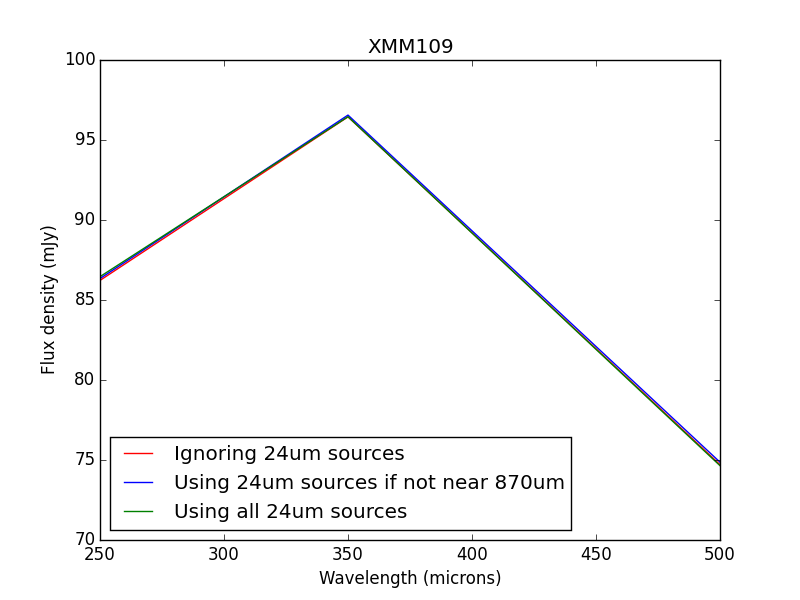 XMM109
100
95
90
85
80
75
70
Flux density (mJy)
Ignoring 24um sources
Using 24um sources if not near 870um
Using all 24um sources
250 300 350 400 450 500
Wavelength (microns)